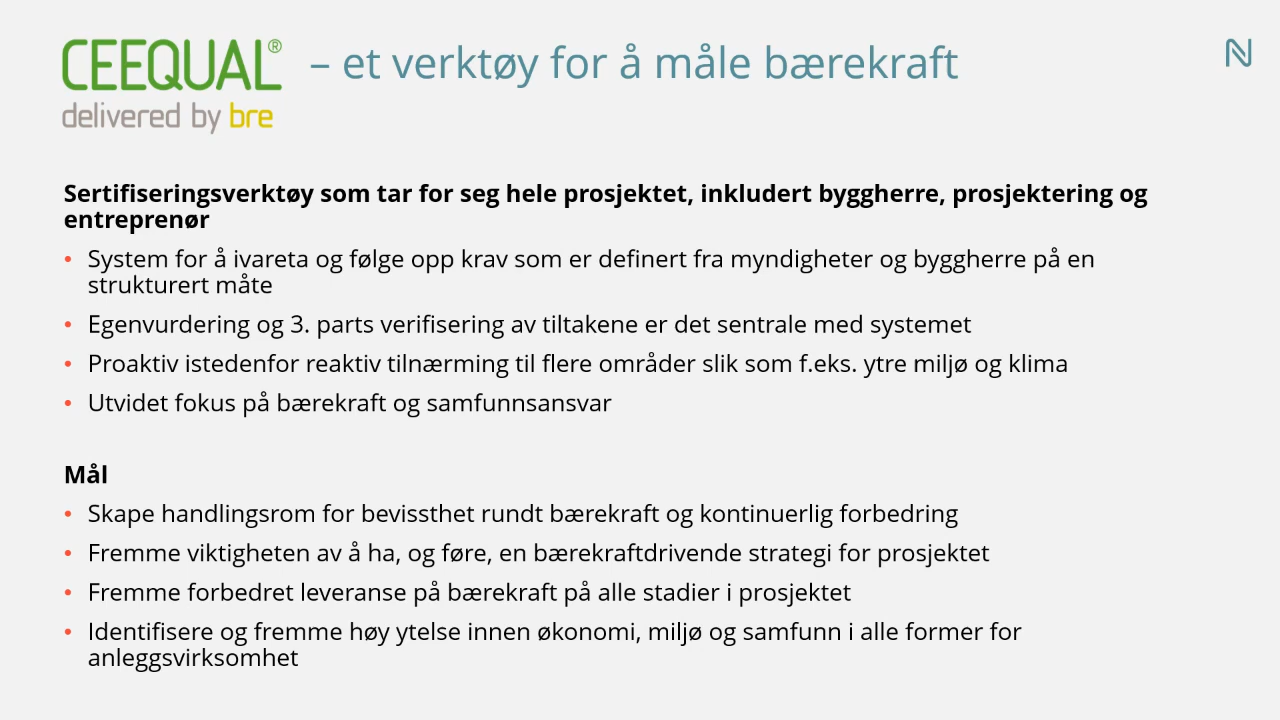 CEEQUAL® – et verktøy for å måle bærekraft
delivered by bre
Sertifiseringsverktøy som tar for seg hele prosjektet, inkludert byggherre, prosjektering og
entreprenør
• System for å ivareta og følge opp krav som er definert fra myndigheter og byggherre på en
strukturert måte
• Egenvurdering og 3. parts verifisering av tiltakene er det sentrale med systemet
• Proaktiv istedenfor reaktiv tilnærming til flere områder slik som f.eks. ytre miljø og klima
• Utvidet fokus på bærekraft og samfunnsansvar
Mål
• Skape handlingsrom for bevissthet rundt bærekraft og kontinuerlig forbedring
• Fremme viktigheten av å ha, og føre, en bærekraftdrivende strategi for prosjektet
• Fremme forbedret leveranse på bærekraft på alle stadier i prosjektet
• Identifisere og fremme høy ytelse innen økonomi, miljø og samfunn i alle former for
anleggsvirksomhet